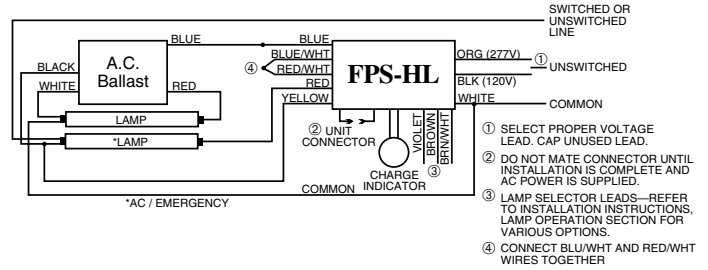 SWITCHED OR
UNSWITCHED
LINE
BLUE
BLUE
BLUE/WHT
ORG (277V)
①
BLACK
A.C.
Ballast
④
RED/WHT
FPS-HL
UNSWITCHED
WHITE
RED
RED
BLK (120V)
YELLOW
WHITE
COMMON
LAMP
*LAMP
② UNIT
CONNECTOR
VIOLET
BROWN
BRN/WHT
③
CHARGE
INDICATOR
COMMON
*AC / EMERGENCY
① SELECT PROPER VOLTAGE
LEAD. CAP UNUSED LEAD.
② DO NOT MATE CONNECTOR UNTIL
INSTALLATION IS COMPLETE AND
AC POWER IS SUPPLIED.
③ LAMP SELECTOR LEADS—REFER
TO INSTALLATION INSTRUCTIONS,
LAMP OPERATION SECTION FOR
VARIOUS OPTIONS.
④ CONNECT BLU/WHT AND RED/WHT
WIRES TOGETHER